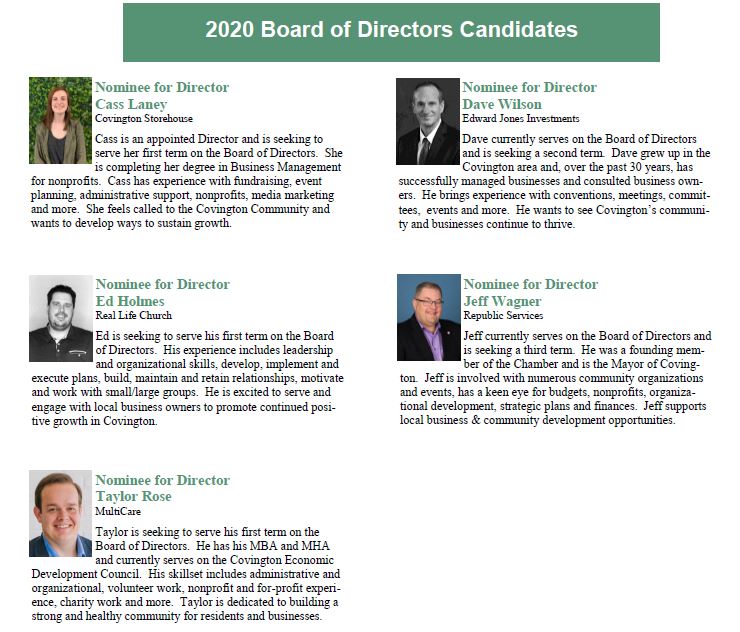 2020 Board of Directors Candidates
Nominee for Director
Cass Laney
Covington Storehouse
Cass is an appointed Director and is seeking to
serve her first term on the Board of Directors. She
is completing her degree in Business Management
for nonprofits. Cass has experience with fundraising, event
planning, administrative support, nonprofits, media marketing
and more. She feels called to the Covington Community and
wants to develop ways to sustain growth.
Nominee for Director
Dave Wilson
Edward Jones Investments
Dave currently serves on the Board of Directors
and is seeking a second term. Dave grew up in the
Covington area and, over the past 30 years, has
successfully managed businesses and consulted business own-
ers. He brings experience with conventions, meetings, commit-
tees, events and more. He wants to see Covington's communi-
ty and businesses continue to thrive.
Nominee for Director
Ed Holmes
Real Life Church
Ed is seeking to serve his first term on the Board
of Directors. His experience includes leadership
and organizational skills, develop, implement and
execute plans, build, maintain and retain relationships, motivate
and work with small/large groups. He is excited to serve and
engage with local business owners to promote continued posi-
tive growth in Covington.
Nominee for Director
Jeff Wagner
Republic Services
Jeff currently serves on the Board of Directors and
is seeking a third term. He was a founding mem-
ber of the Chamber and is the Mayor of Coving-
ton. Jeff is involved with numerous community organizations
and events, has a keen eye for budgets, nonprofits, organiza-
tional development, strategic plans and finances. Jeff supports
local business & community development opportunities.
Nominee for Director
Taylor Rose
MultiCare
Taylor is seeking to serve his first term on the
Board of Directors. He has his MBA and MHA
and currently serves on the Covington Economic
Development Council. His skillset includes administrative and
organizational, volunteer work, nonprofit and for-profit experi-
ence, charity work and more. Taylor is dedicated to building a
strong and healthy community for residents and businesses.